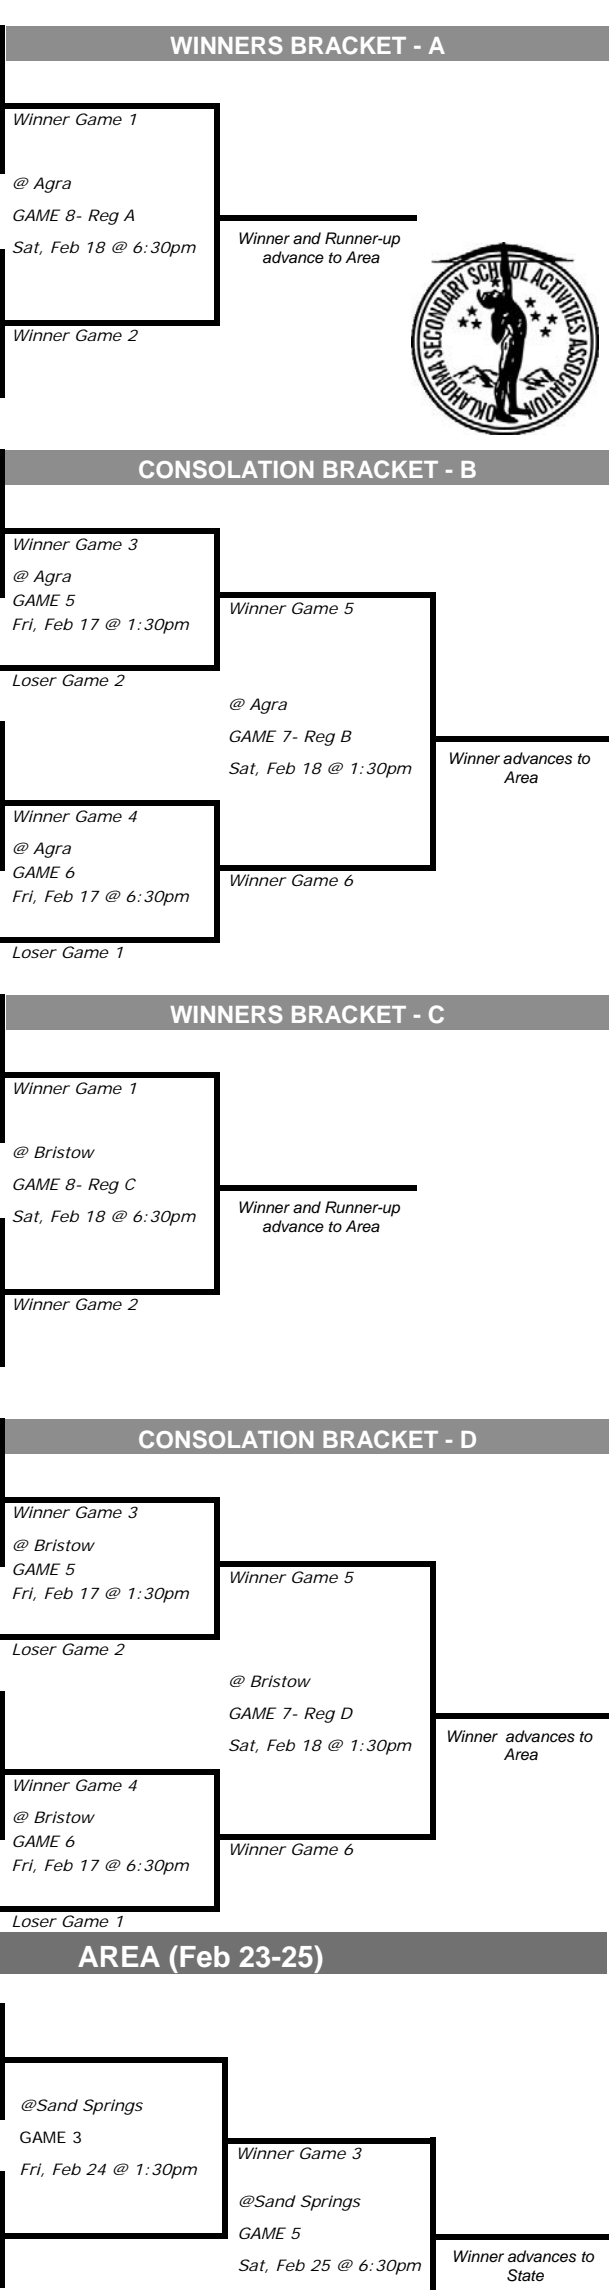 WINNERS BRACKET - A
Winner Game 1
@ Agra
GAME 8- Reg A
Sat, Feb 18 @ 6:30pm
Winner and Runner-up
advance to Area
Winner Game 2
OKLAHOMA SECONDARY SCHOOL ACTIVITIES ASSOCIATION
CONSOLATION BRACKET - B
Winner Game 3
@ Agra
GAME 5
Fri, Feb 17 @ 1:30pm
Winner Game 5
Loser Game 2
@ Agra
GAME 7- Reg B
Sat, Feb 18 @ 1:30pm
Winner advances to
Area
Winner Game 4
@ Agra
GAME 6
Fri, Feb 17 @ 6:30pm
Winner Game 6
Loser Game 1
WINNERS BRACKET - C
Winner Game 1
@ Bristow
GAME 8- Reg C
Sat, Feb 18 @ 6:30pm
Winner and Runner-up
advance to Area
Winner Game 2
CONSOLATION BRACKET - D
Winner Game 3
@ Bristow
GAME 5
Fri, Feb 17 @ 1:30pm
Winner Game 5
Loser Game 2
@ Bristow
GAME 7- Reg D
Sat, Feb 18 @ 1:30pm
Winner  advances to
Area
Winner Game 4
@ Bristow
GAME 6
Fri, Feb 17 @ 6:30pm
Winner Game 6
Loser Game 1
AREA (Feb 23-25)
@Sand Springs
GAME 3
Fri, Feb 24 @ 1:30pm
Winner Game 3
@Sand Springs
GAME 5
Sat, Feb 25 @ 6:30pm
Winner advances to
State